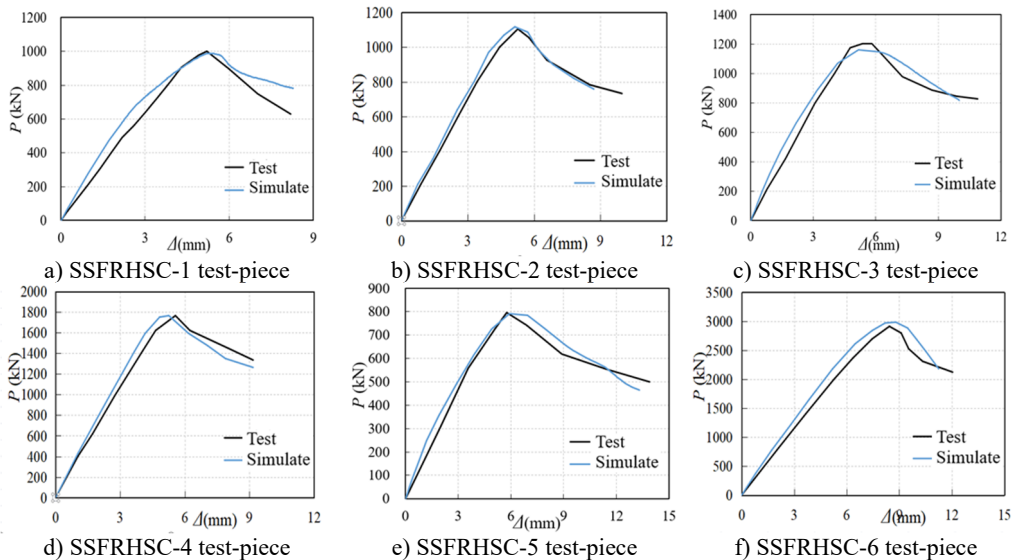 1200
1000
800
600
400
200
0
P (kN)
Test
Simulate
0 3 6 9
Δ(mm)
a) SSFRHSC-1 test-piece
1200
1000
800
600
400
200
0
P (kN)
Test
Simulate
0 3 6 9 12
Δ(mm)
b) SSFRHSC-2 test-piece
1400
1200
1000
800
600
400
200
0
P (kN)
Test
Simulate
0 3 6 9 12
Δ(mm)
c) SSFRHSC-3 test-piece
2000
1800
1600
1400
1200
1000
800
600
400
200
0
P (kN)
Test
Simulate
0 3 6 9 12
Δ(mm)
d) SSFRHSC-4 test-piece
900
800
700
600
500
400
300
200
100
0
P (kN)
Test
Simulate
0 3 6 9 12 15
Δ(mm)
e) SSFRHSC-5 test-piece
3500
3000
2500
2000
1500
1000
500
0
P (kN)
Test
Simulate
0 3 6 9 12 15
Δ(mm)
f) SSFRHSC-6 test-piece